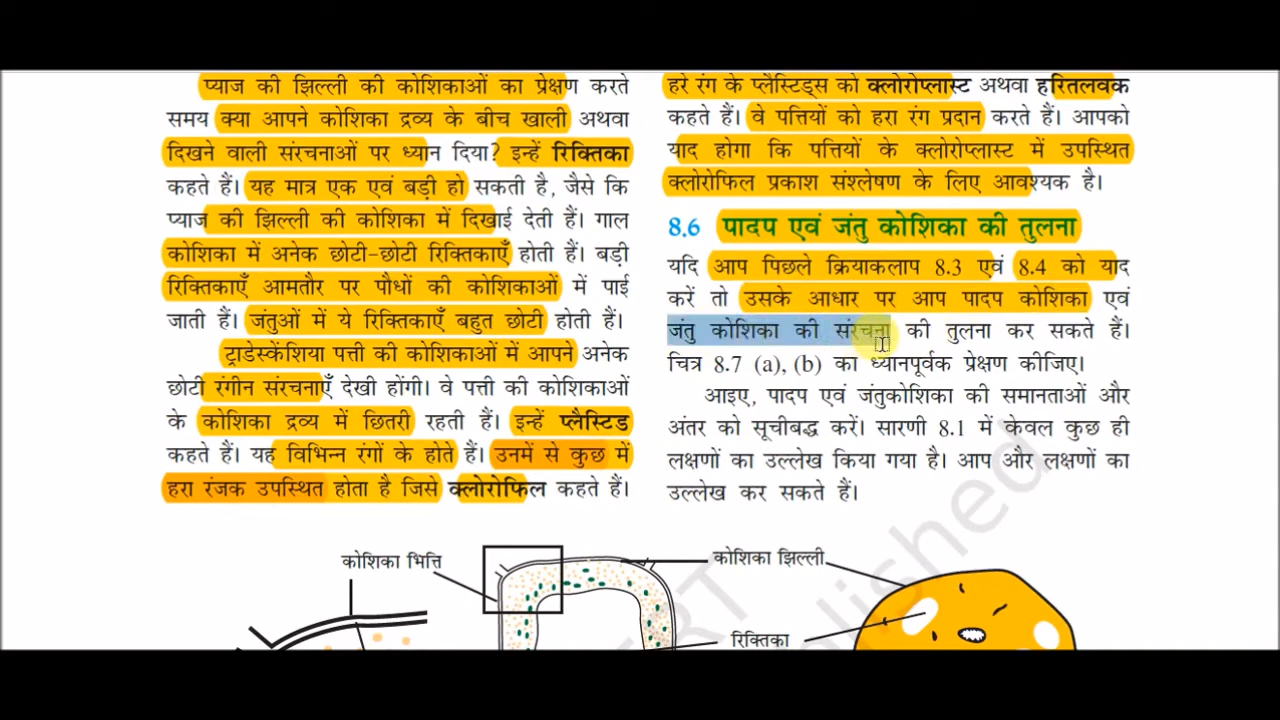 प्याज की झिल्ली की कोशिकाओं का प्रेक्षण करते
समय क्या आपने कोशिका द्रव्य के बीच खाली अथवा
दिखने वाली संरचनाओं पर ध्यान दिया? इन्हें रिक्तिका
कहते हैं। यह मात्र एक एवं बड़ी हो सकती है, जैसे कि
प्याज की झिल्ली की कोशिका में दिखाई देती हैं। गाल
कोशिका में अनेक छोटी-छोटी रिक्तिकाएँ होती हैं। बड़ी
रिक्तिकाएँ आमतौर पर पौधों की कोशिकाओं में पाई
जाती हैं। जंतुओं में ये रिक्तिकाएँ बहुत छोटी होती हैं।
ट्राडेस्केंशिया पत्ती की कोशिकाओं में आपने अनेक
छोटी रंगीन संरचनाएँ देखी होंगी। वे पत्ती की कोशिकाओं
के कोशिका द्रव्य में छितरी रहती हैं। इन्हें प्लैस्टिड
कहते हैं। यह विभिन्न रंगों के होते हैं। उनमें से कुछ में
हरा रंजक उपस्थित होता है जिसे क्लोरोफिल कहते हैं।
हरे रंग के प्लैस्टिड्स को क्लोरोप्लास्ट अथवा हरितलवक
कहते हैं। वे पत्तियों को हरा रंग प्रदान करते हैं। आपको
याद होगा कि पत्तियों के क्लोरोप्लास्ट में उपस्थित
क्लोरोफिल प्रकाश संश्लेषण के लिए आवश्यक है।
8.6 पादप एवं जंतु कोशिका की तुलना
यदि आप पिछले क्रियाकलाप 8.3 एवं 8.4 को याद
करें तो उसके आधार पर आप पादप कोशिका एवं
जंतु कोशिका की संरचना की तुलना कर सकते हैं।
चित्र 8.7 (a), (b) का ध्यानपूर्वक प्रेक्षण कीजिए।
आइए, पादप एवं जंतुकोशिका की समानताओं और
अंतर को सूचीबद्ध करें। सारणी 8.1 में केवल कुछ ही
लक्षणों का उल्लेख किया गया है। आप और लक्षणों का
उल्लेख कर सकते हैं।
कोशिका भित्ति
कोशिका झिल्ली
रिक्तिका